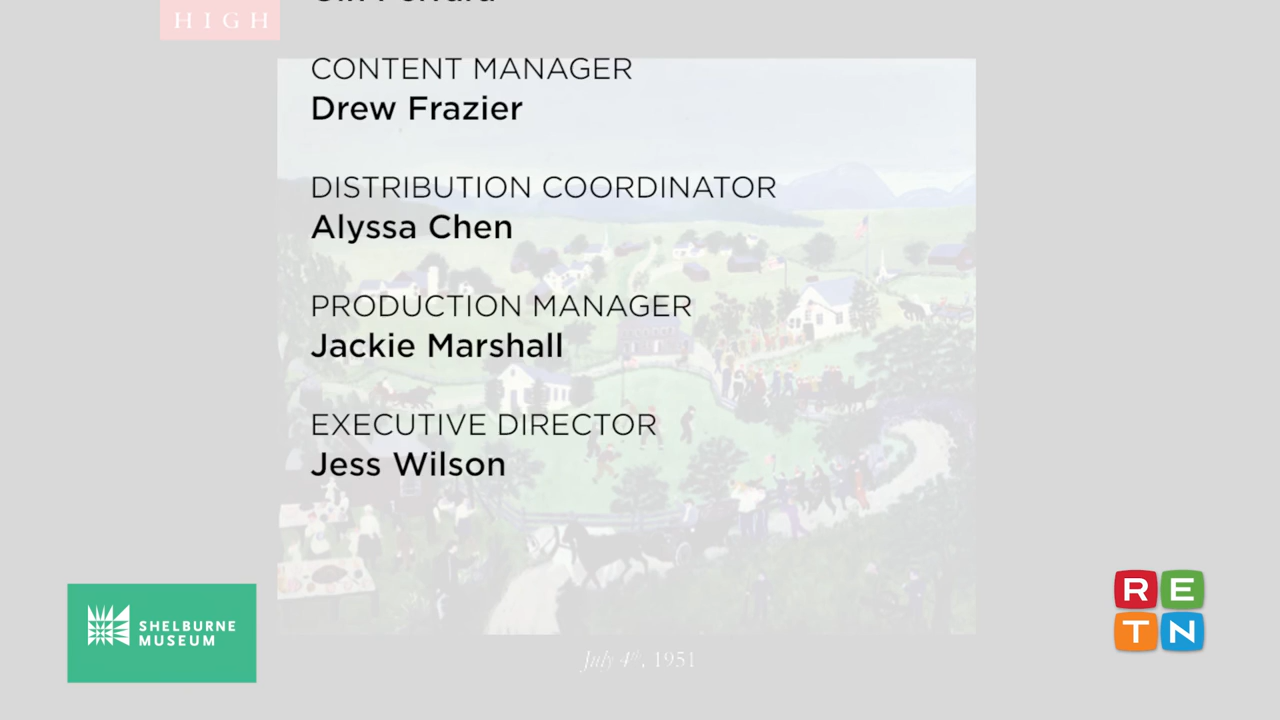 HIGH
CONTENT MANAGER
Drew Frazier
DISTRIBUTION COORDINATOR
Alyssa Chen
PRODUCTION MANAGER
Jackie Marshall
EXECUTIVE DIRECTOR
Jess Wilson
SHELBURNE
MUSEUM
R E
T N
July 4th, 1951